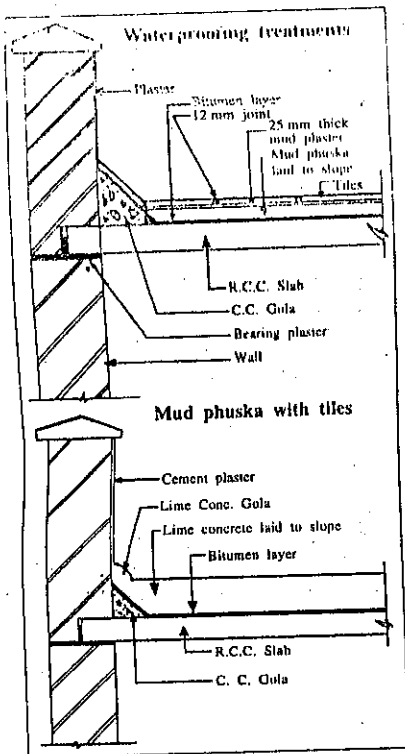 Waterproofing treatments
Plaster
Bitumen layer
12 mm joint
25 mm thick
mud plaster
Mud phuska
laid to slope
Tiles
R.C.C. Slab
C.C. Gola
Bearing plaster
Wall
Mud phuska with tiles
Cement plaster
Lime Conc. Gola
Lime concrete laid to slope
Bitumen layer
R.C.C. Slab
C. C. Gola